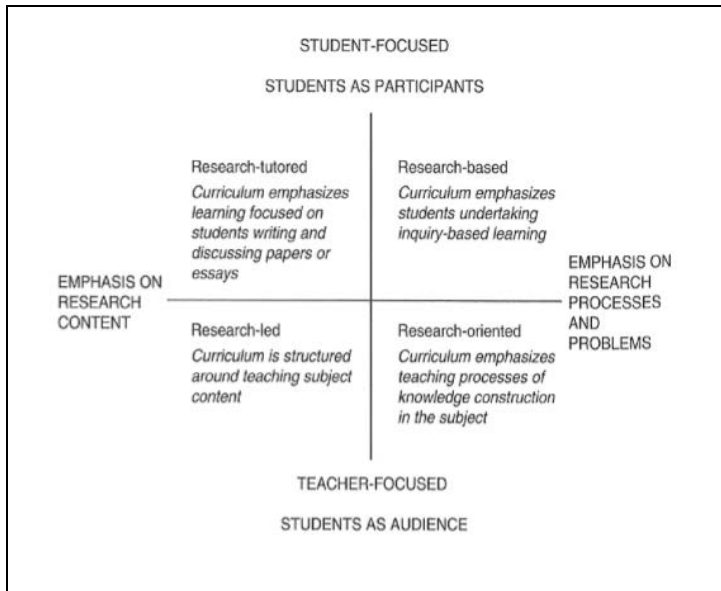 STUDENT-FOCUSED
STUDENTS AS PARTICIPANTS
Research-tutored
Curriculum emphasizes
learning focused on
students writing and
discussing papers or
essays
Research-based
Curriculum emphasizes
students undertaking
inquiry-based learning
EMPHASIS ON
RESEARCH
CONTENT
EMPHASIS ON
RESEARCH
PROCESSES
AND
PROBLEMS
Research-led
Curriculum is structured
around teaching subject
content
Research-oriented
Curriculum emphasizes
teaching processes of
knowledge construction
in the subject
TEACHER-FOCUSED
STUDENTS AS AUDIENCE